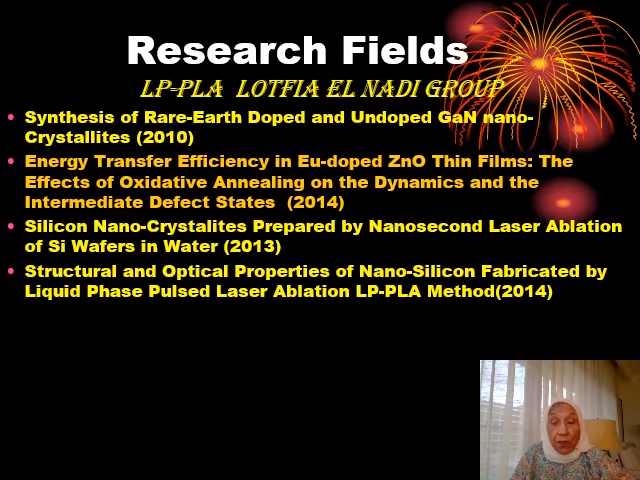 Research Fields
LP-PLA LOTFIA EL NADI GROUP
• Synthesis of Rare-Earth Doped and Undoped GaN nano-
Crystallites (2010)
• Energy Transfer Efficiency in Eu-doped ZnO Thin Films: The
Effects of Oxidative Annealing on the Dynamics and the
Intermediate Defect States (2014)
• Silicon Nano-Crystalites Prepared by Nanosecond Laser Ablation
of Si Wafers in Water (2013)
• Structural and Optical Properties of Nano-Silicon Fabricated by
Liquid Phase Pulsed Laser Ablation LP-PLA Method(2014)